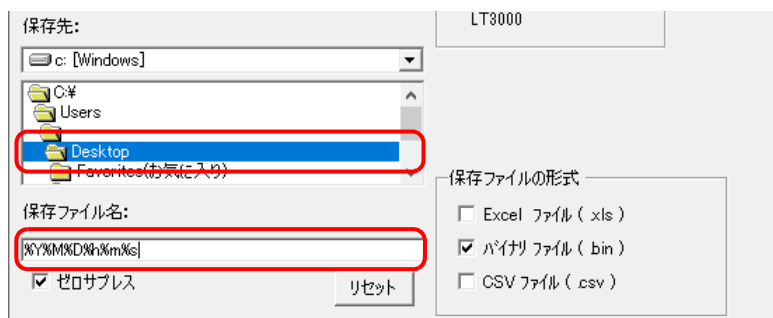 保存先:
LT3000
c: [Windows]
C:¥
Users
Desktop
Favorites(お気に入り)
保存ファイルの形式
保存ファイル名:
Excel ファイル ( .xls )
%Y%M%D%h%m%s
バイナリ ファイル ( .bin )
ゼロサプレス
リセット
CSV ファイル ( .csv )